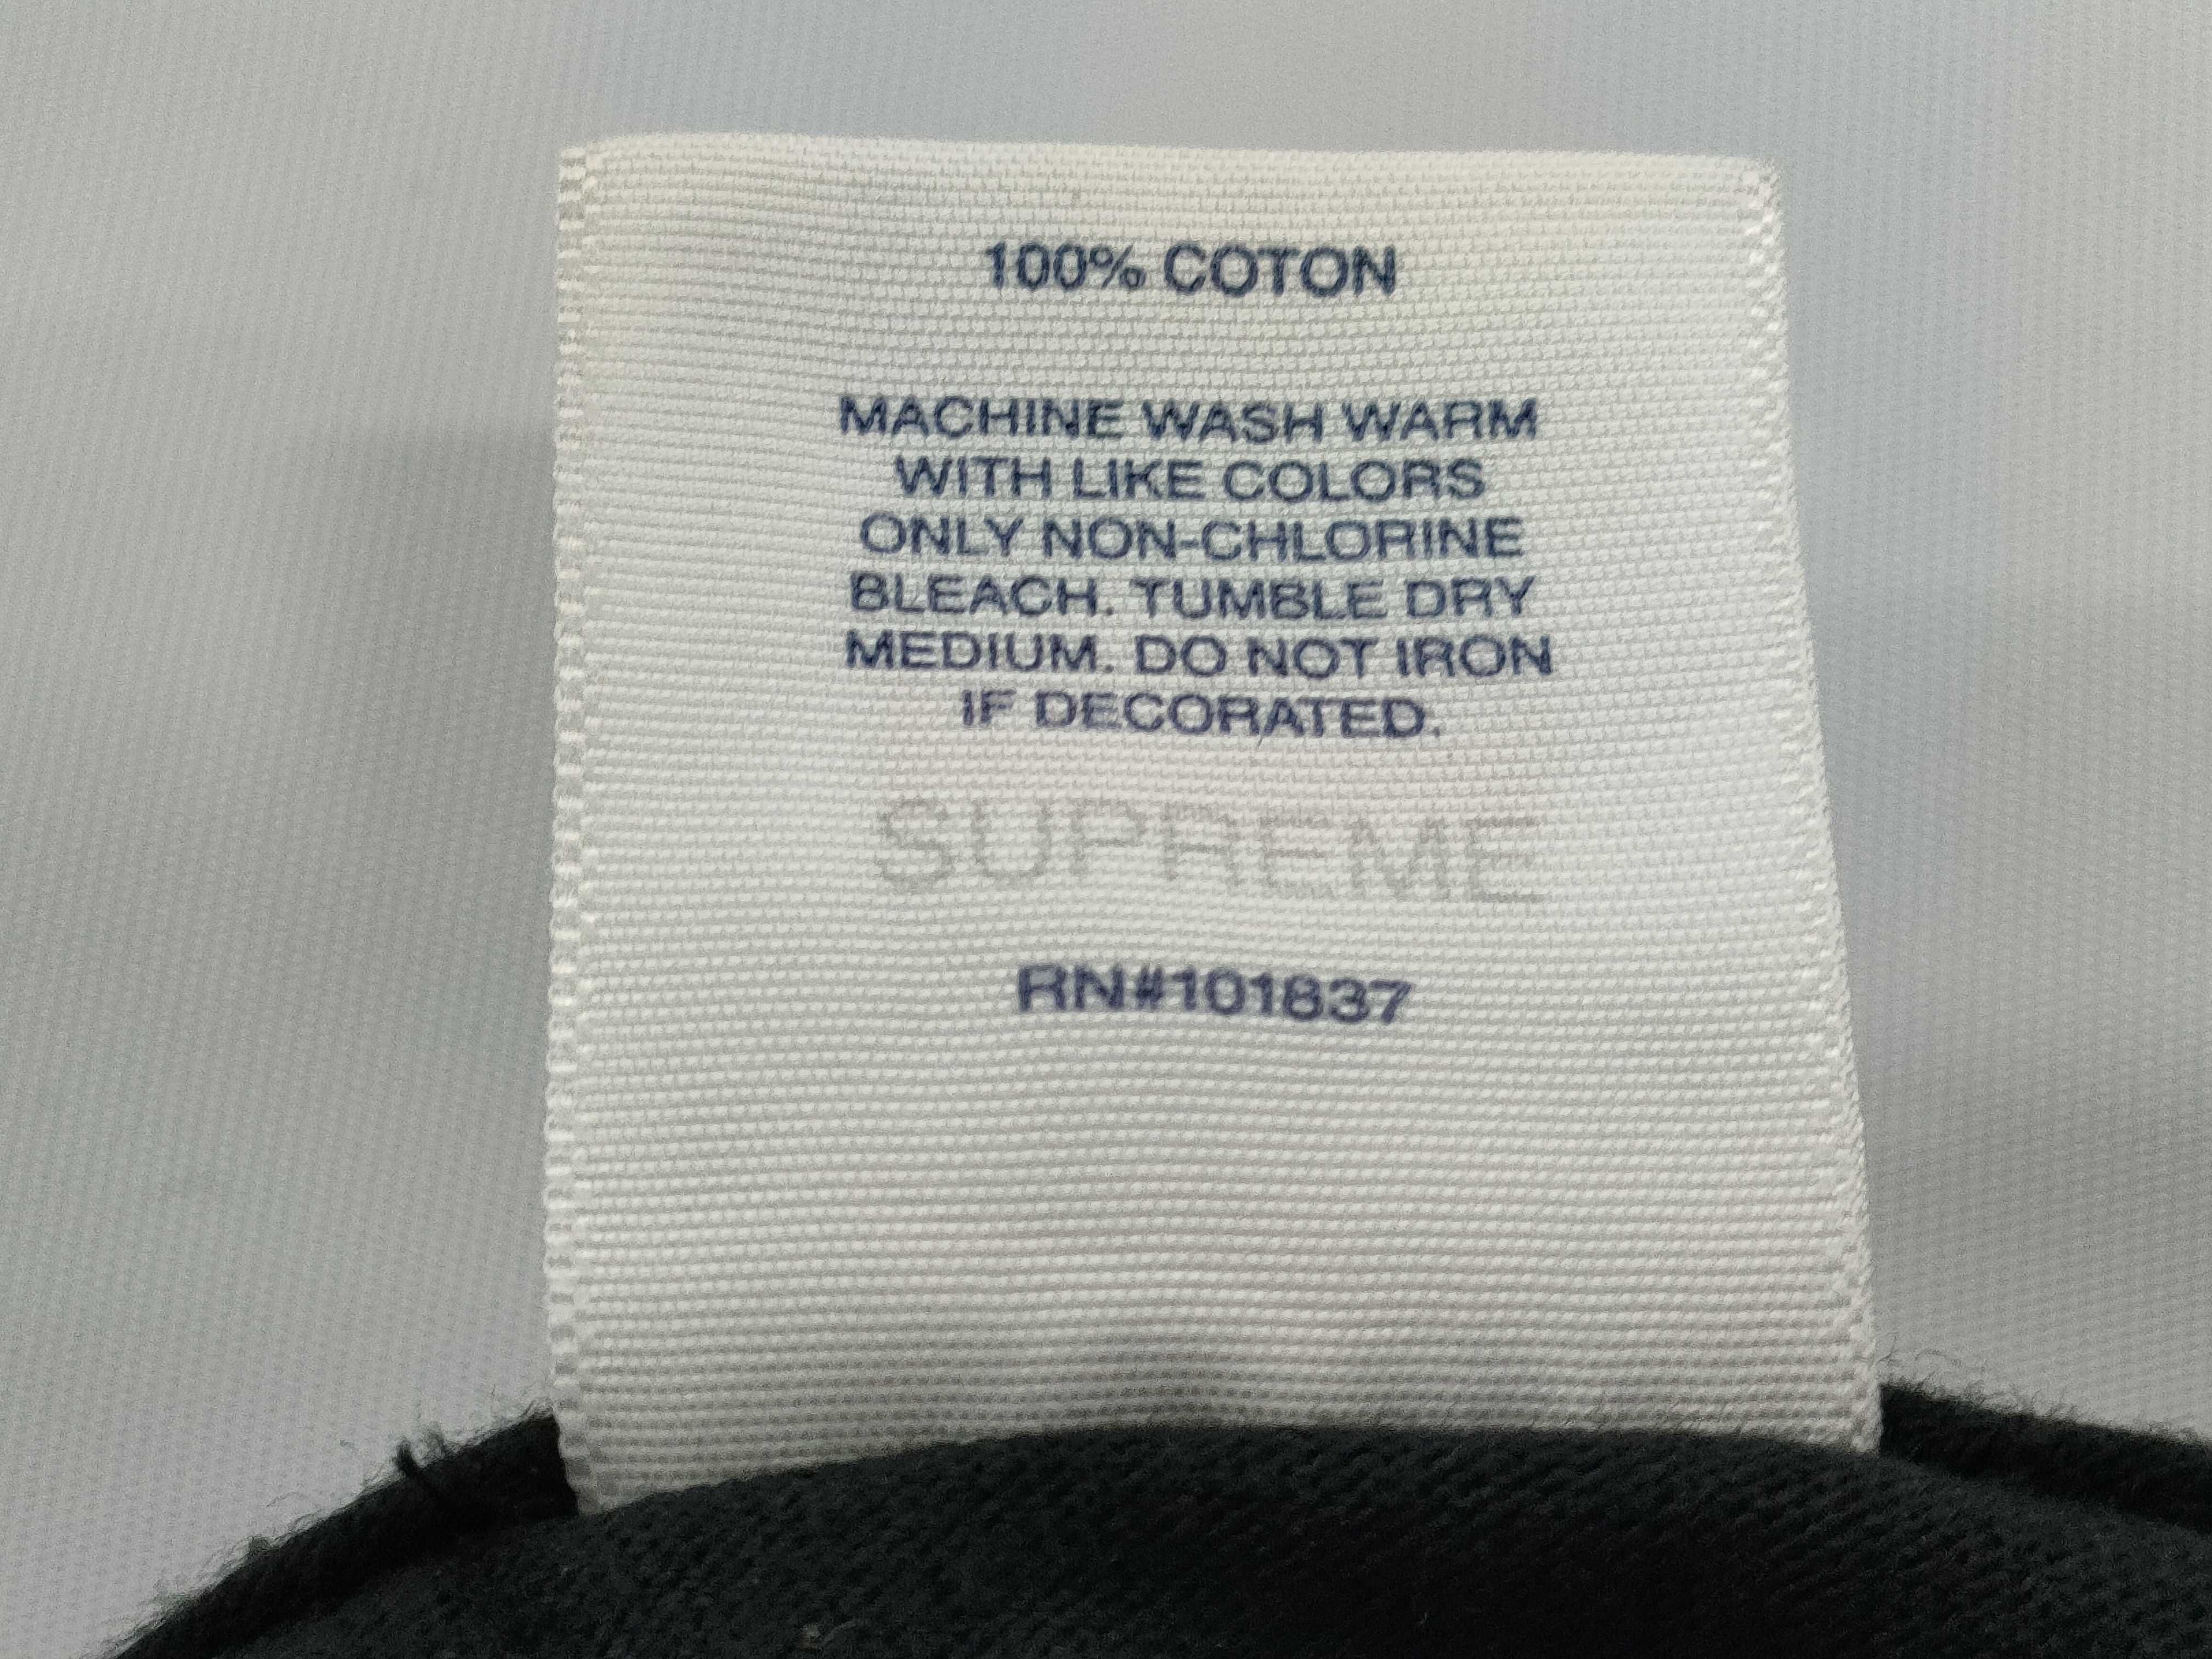 100% COTON
MACHINE WASH WARM
WITH LIKE COLORS
ONLY NON-CHLORINE
BLEACH. TUMBLE DRY
MEDIUM. DO NOT IRON
IF DECORATED.
SUPREME
RN#101837